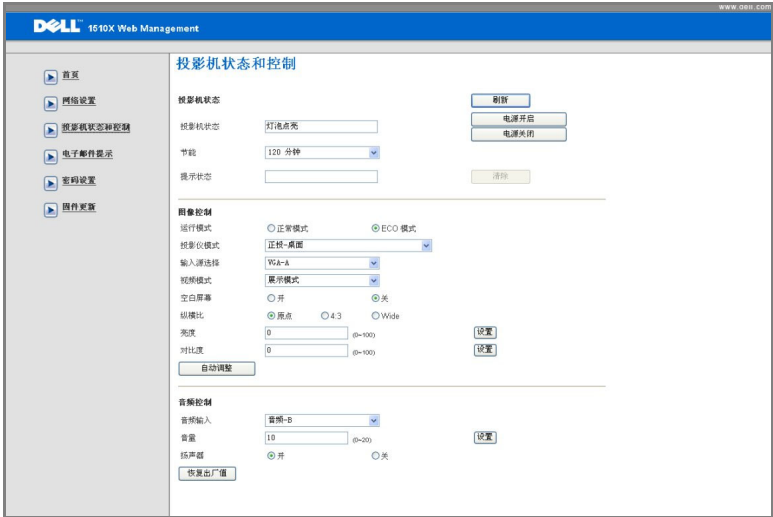 www.dell.com
DELL™ 1510X Web Management
首页
网络设置
投影机状态和控制
电子邮件提示
密码设置
固件更新
投影机状态和控制
投影机状态 刷新
电源开启
投影机状态 灯泡点亮
电源关闭
节能 120 分钟
提示状态 清除
图像控制
运行模式 正常模式 ECO 模式
投影仪模式 正投-桌面
输入源选择 VGA-A
视频模式 展示模式
空白屏幕 开 关
纵横比 原点 4:3 Wide
亮度 0 (0~100) 设置
对比度 0 (0~100) 设置
自动调整
音频控制
音频输入 音频-B
音量 10 (0~20) 设置
扬声器 开 关
恢复出厂值